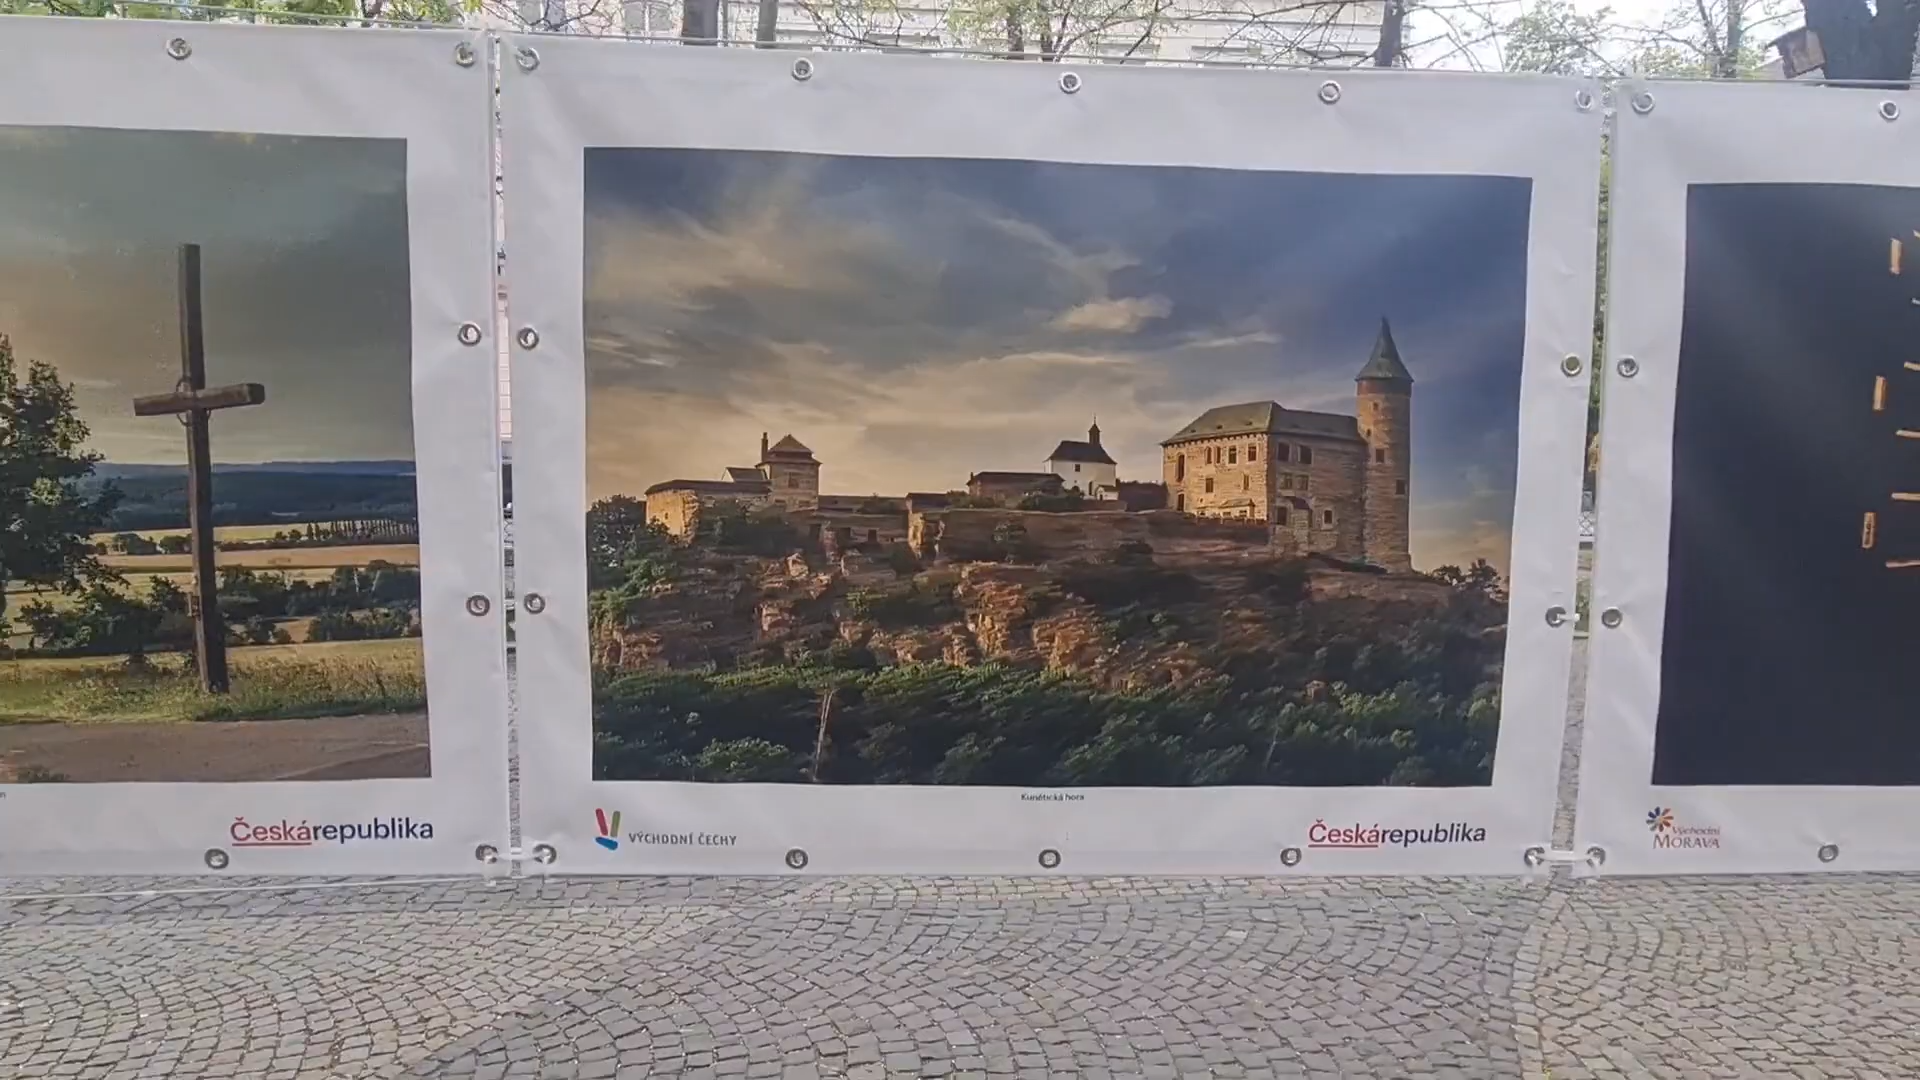 Kunětická hora
Českárepublika
VÝCHODNÍ ČECHY
Českárepublika
Východní
MORAVA